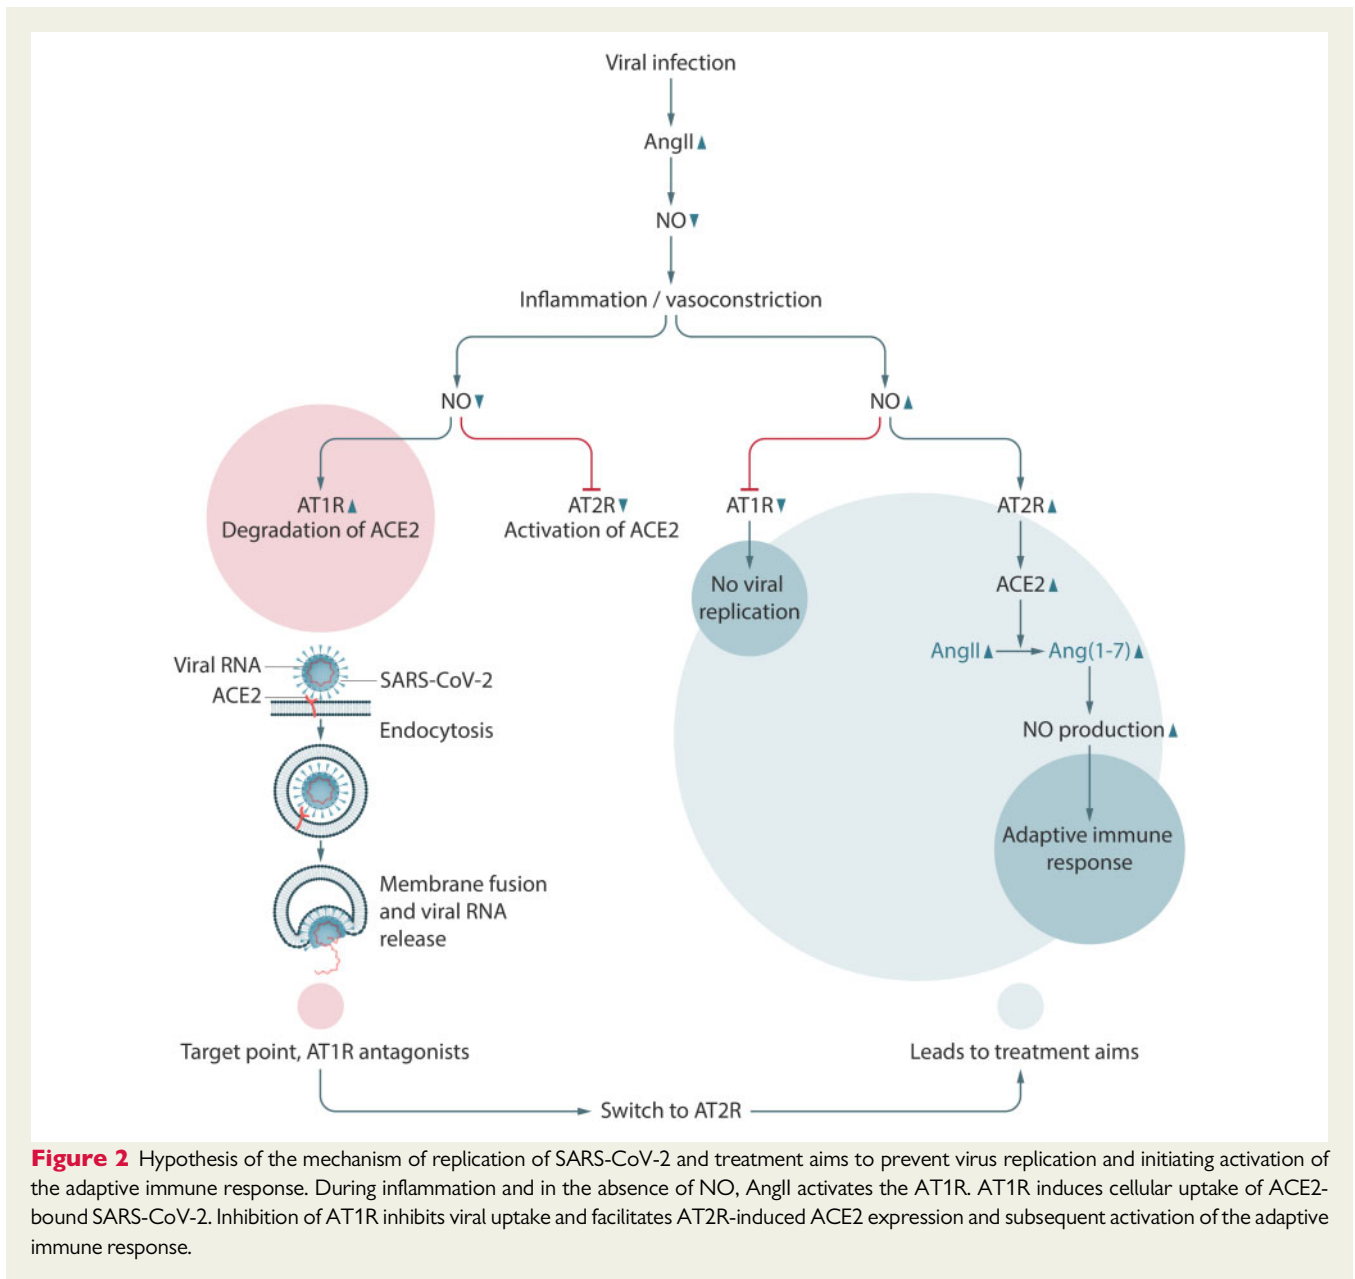 Viral infection
AngII▲
NO▼
Inflammation / vasoconstriction
NO▼
NO▲
AT1R▲
Degradation of ACE2
AT2R▼
Activation of ACE2
AT1R▼
No viral
replication
AT2R▲
ACE2▲
AngII▲
Ang(1-7)▲
NO production▲
Adaptive immune
response
Viral RNA
ACE2
SARS-CoV-2
Endocytosis
Membrane fusion
and viral RNA
release
Target point, AT1R antagonists
Switch to AT2R
Leads to treatment aims
Figure 2 Hypothesis of the mechanism of replication of SARS-CoV-2 and treatment aims to prevent virus replication and initiating activation of
the adaptive immune response. During inflammation and in the absence of NO, AngII activates the AT1R. AT1R induces cellular uptake of ACE2-
bound SARS-CoV-2. Inhibition of AT1R inhibits viral uptake and facilitates AT2R-induced ACE2 expression and subsequent activation of the adaptive
immune response.